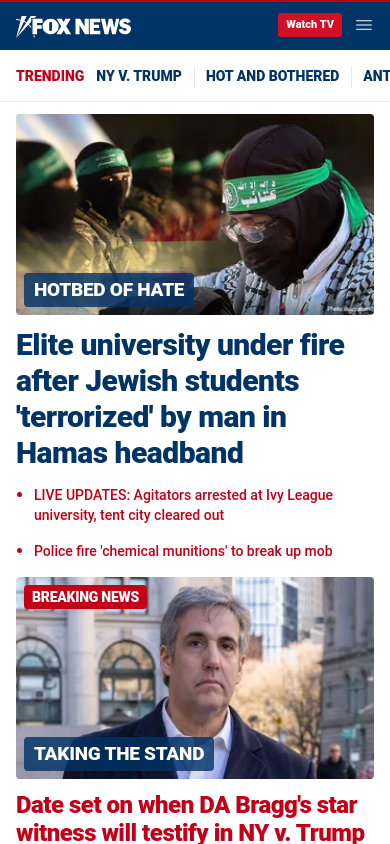 FOX NEWS
Watch TV
TRENDING NY V. TRUMP HOT AND BOTHERED ANT
HOTBED OF HATE
Elite university under fire
after Jewish students
'terrorized' by man in
Hamas headband
LIVE UPDATES: Agitators arrested at Ivy League
university, tent city cleared out
Police fire 'chemical munitions' to break up mob
BREAKING NEWS
TAKING THE STAND
Date set on when DA Bragg's star
witness will testify in NY v. Trump